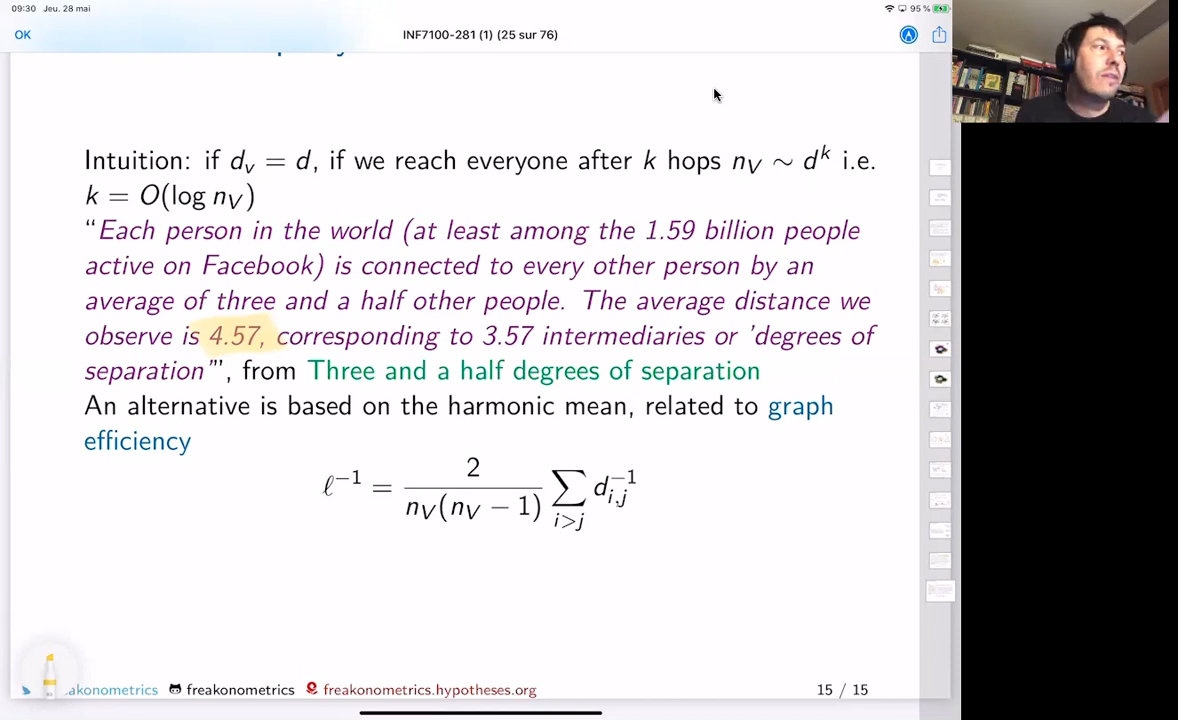 09:30 Jeu. 28 mai
95 %
OK
INF7100-281 (1) (25 sur 76)
Intuition: if dᵥ = d, if we reach everyone after k hops n_V ∼ dᵏ i.e.
k = O(log n_V)
“Each person in the world (at least among the 1.59 billion people
active on Facebook) is connected to every other person by an
average of three and a half other people. The average distance we
observe is 4.57, corresponding to 3.57 intermediaries or 'degrees of
separation'”, from Three and a half degrees of separation
An alternative is based on the harmonic mean, related to graph
efficiency
ℓ⁻¹ = 2 / (n_V(n_V − 1)) ∑_{i>j} d_{i,j}⁻¹
akonometrics freakonometrics freakonometrics.hypotheses.org 15 / 15